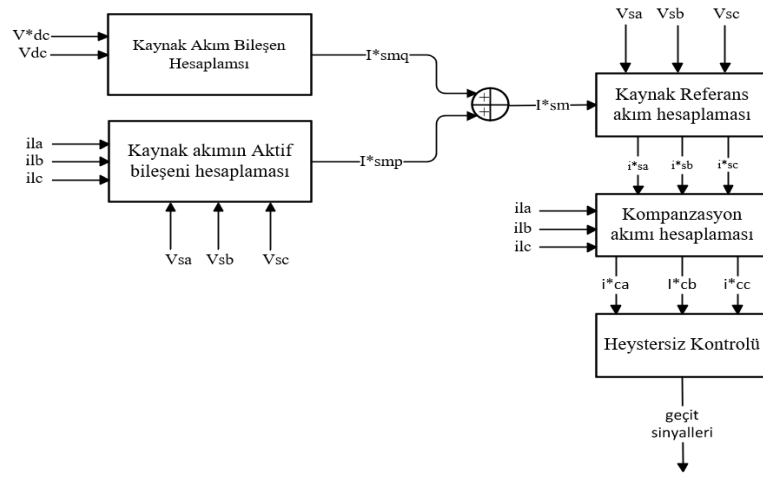 V*dc
Vdc
Kaynak Akım Bileşen
Hesaplamsı
I*smq
ila
ilb
ilc
Kaynak akımın Aktif
bileşeni hesaplaması
I*smp
Vsa
Vsb
Vsc
+
+
I*sm
Vsa
Vsb
Vsc
Kaynak Referans
akım hesaplaması
i*sa
i*sb
i*sc
ila
ilb
ilc
Kompanzasyon
akımı hesaplaması
i*ca
I*cb
i*cc
Heystersiz Kontrolü
geçit
sinyalleri